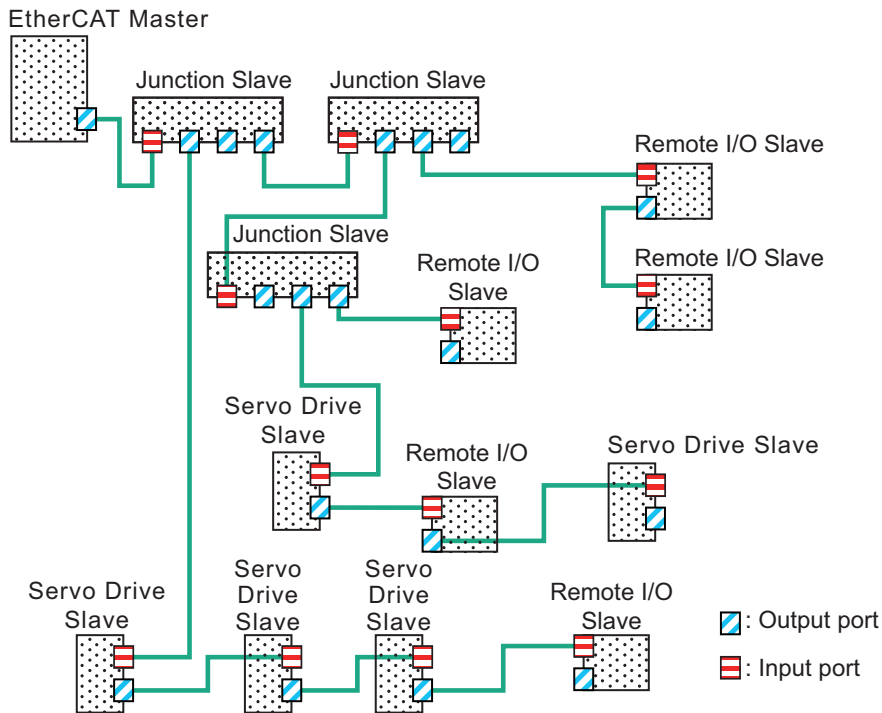 EtherCAT Master
Junction Slave
Junction Slave
Remote I/O Slave
Junction Slave
Remote I/O
Slave
Remote I/O Slave
Servo Drive
Slave
Remote I/O
Slave
Servo Drive Slave
Servo Drive
Slave
Servo
Drive
Slave
Servo
Drive
Slave
Remote I/O
Slave
: Output port
: Input port